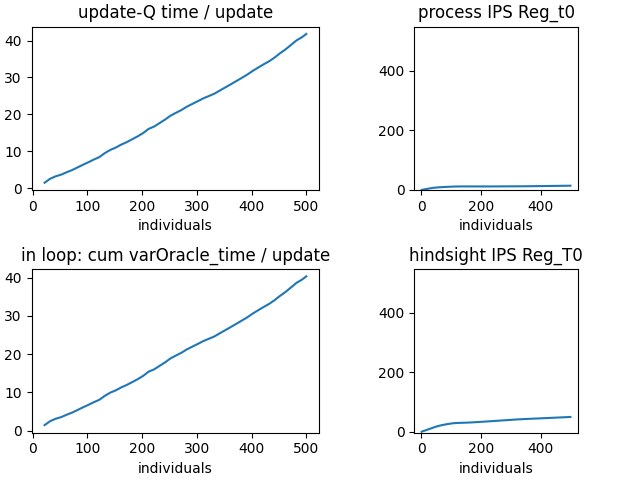 update-Q time / update
40
30
20
10
0
0 100 200 300 400 500
individuals
process IPS Reg_t0
400
200
0
0 200 400
individuals
in loop: cum varOracle_time / update
40
30
20
10
0
0 100 200 300 400 500
individuals
hindsight IPS Reg_T0
400
200
0
0 200 400
individuals